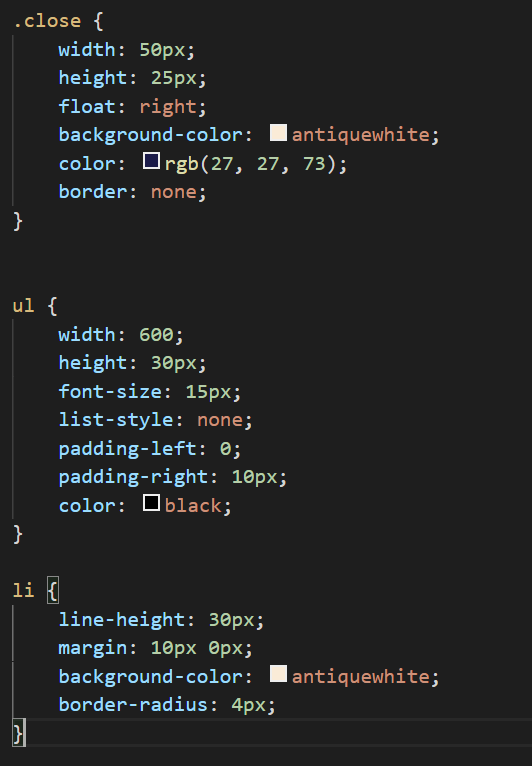 .close {
    width: 50px;
    height: 25px;
    float: right;
    background-color: antiquewhite;
    color: rgb(27, 27, 73);
    border: none;
}
ul {
    width: 600;
    height: 30px;
    font-size: 15px;
    list-style: none;
    padding-left: 0;
    padding-right: 10px;
    color: black;
}
li {
    line-height: 30px;
    margin: 10px 0px;
    background-color: antiquewhite;
    border-radius: 4px;
}